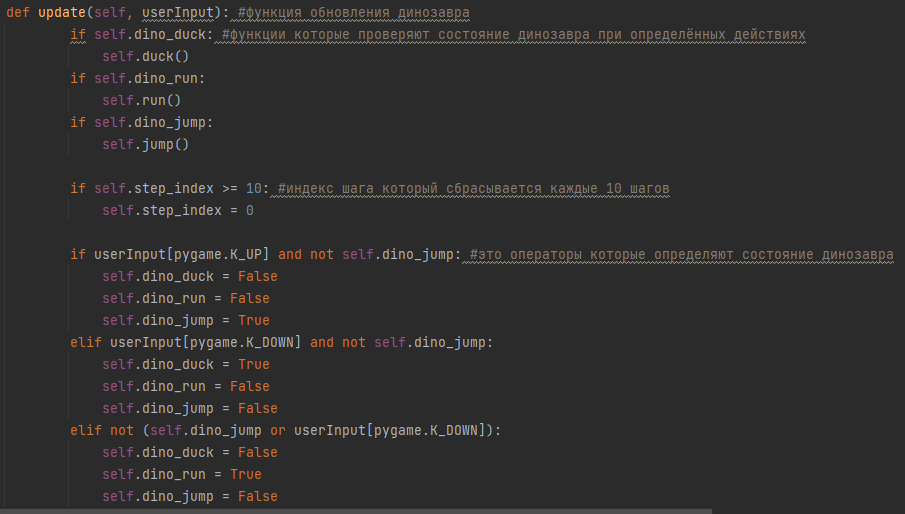 def update(self, userInput): #функция обновления динозавра
if self.dino_duck: #функции которые проверяют состояние динозавра при определённых действиях
self.duck()
if self.dino_run:
self.run()
if self.dino_jump:
self.jump()
if self.step_index >= 10: #индекс шага который сбрасывается каждые 10 шагов
self.step_index = 0
if userInput[pygame.K_UP] and not self.dino_jump: #это операторы которые определяют состояние динозавра
self.dino_duck = False
self.dino_run = False
self.dino_jump = True
elif userInput[pygame.K_DOWN] and not self.dino_jump:
self.dino_duck = True
self.dino_run = False
self.dino_jump = False
elif not (self.dino_jump or userInput[pygame.K_DOWN]):
self.dino_duck = False
self.dino_run = True
self.dino_jump = False